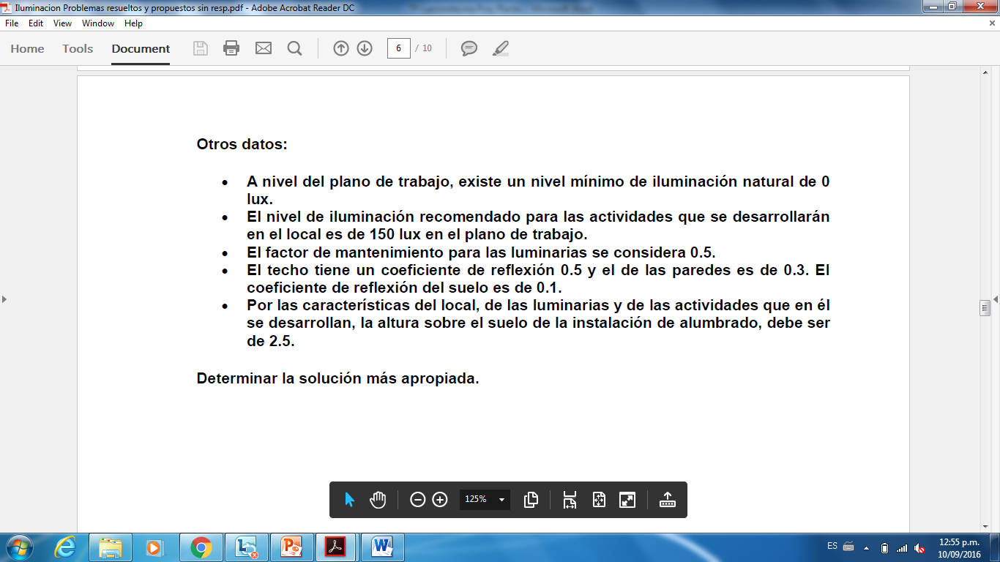 Iluminacion Problemas resueltos y propuestos sin resp.pdf - Adobe Acrobat Reader DC
File Edit View Window Help
Home Tools Document 6 / 10
Otros datos:
• A nivel del plano de trabajo, existe un nivel mínimo de iluminación natural de 0
lux.
• El nivel de iluminación recomendado para las actividades que se desarrollarán
en el local es de 150 lux en el plano de trabajo.
• El factor de mantenimiento para las luminarias se considera 0.5.
• El techo tiene un coeficiente de reflexión 0.5 y el de las paredes es de 0.3. El
coeficiente de reflexión del suelo es de 0.1.
• Por las características del local, de las luminarias y de las actividades que en él
se desarrollan, la altura sobre el suelo de la instalación de alumbrado, debe ser
de 2.5.
Determinar la solución más apropiada.
125%
ES
12:55 p.m.
10/09/2016